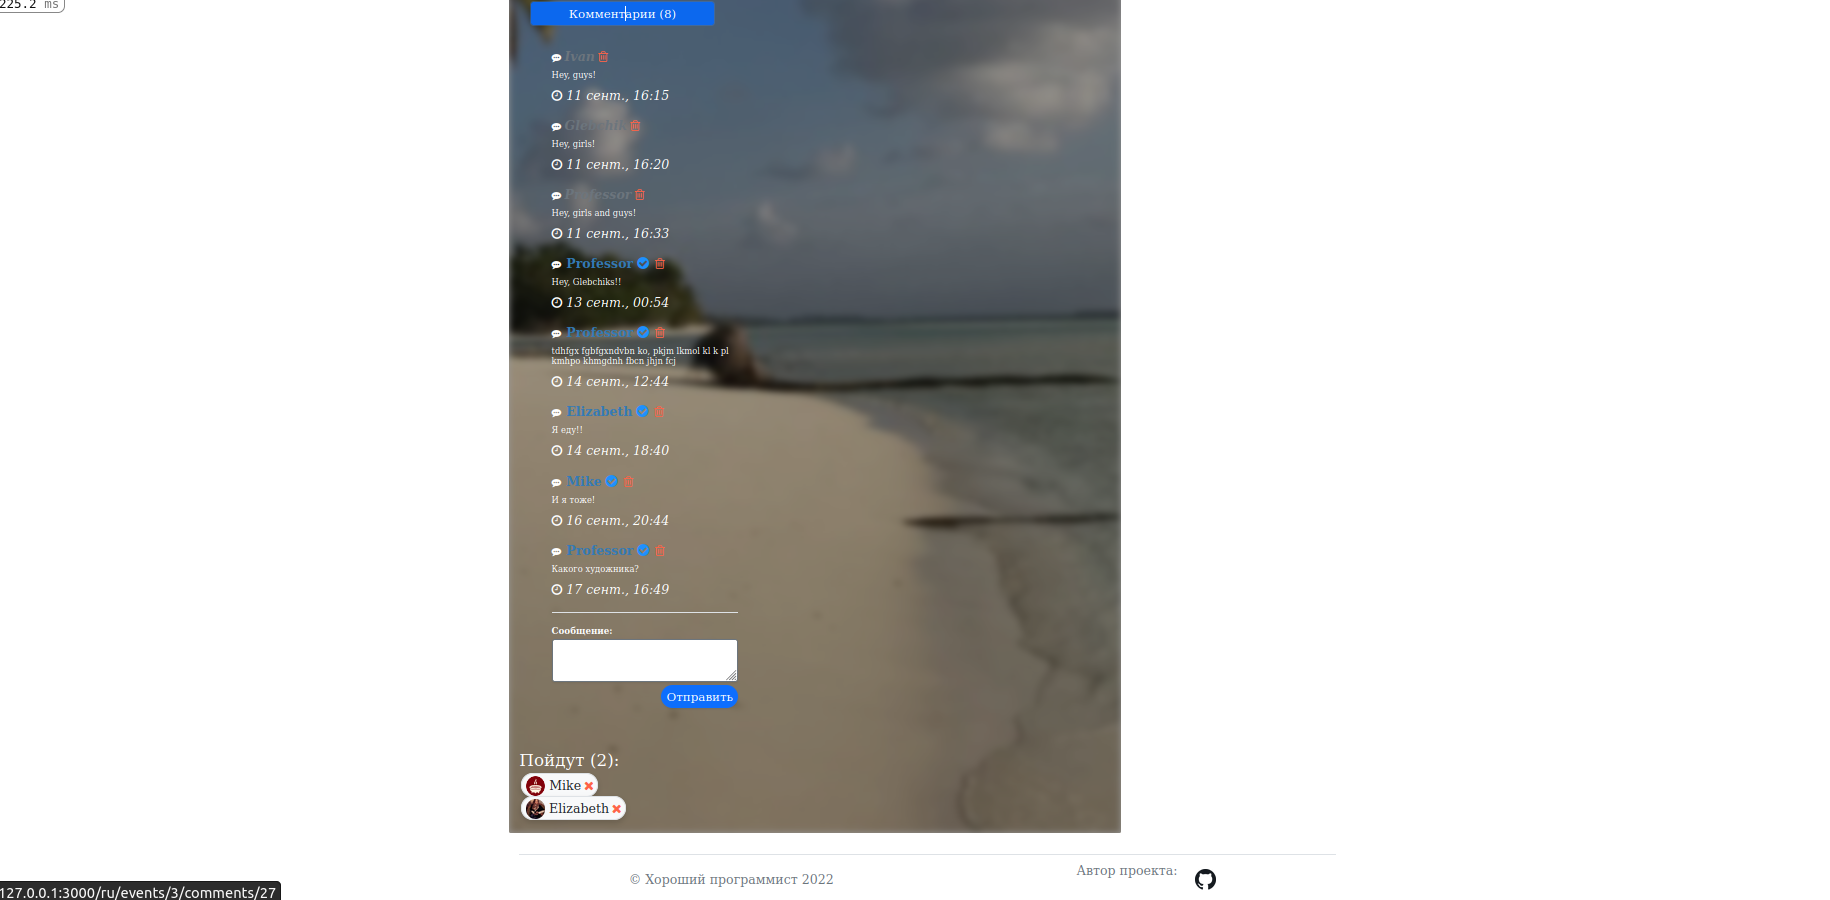 225.2 ms
Комментарии (8)
Ivan
Hey, guys!
11 сент., 16:15
Glebchik
Hey, girls!
11 сент., 16:20
Professor
Hey, girls and guys!
11 сент., 16:33
Professor
Hey, Glebchiks!!
13 сент., 00:54
Professor
tdhfgx fgbfgxndvbn ko, pkjm lkmol kl k pl
kmhpo khmgdnh fbcn jhjn fcj
14 сент., 12:44
Elizabeth
Я еду!!
14 сент., 18:40
Mike
И я тоже!
16 сент., 20:44
Professor
Какого художника?
17 сент., 16:49
Сообщение:
Отправить
Пойдут (2):
Mike
Elizabeth
© Хороший программист 2022
Автор проекта:
127.0.0.1:3000/ru/events/3/comments/27